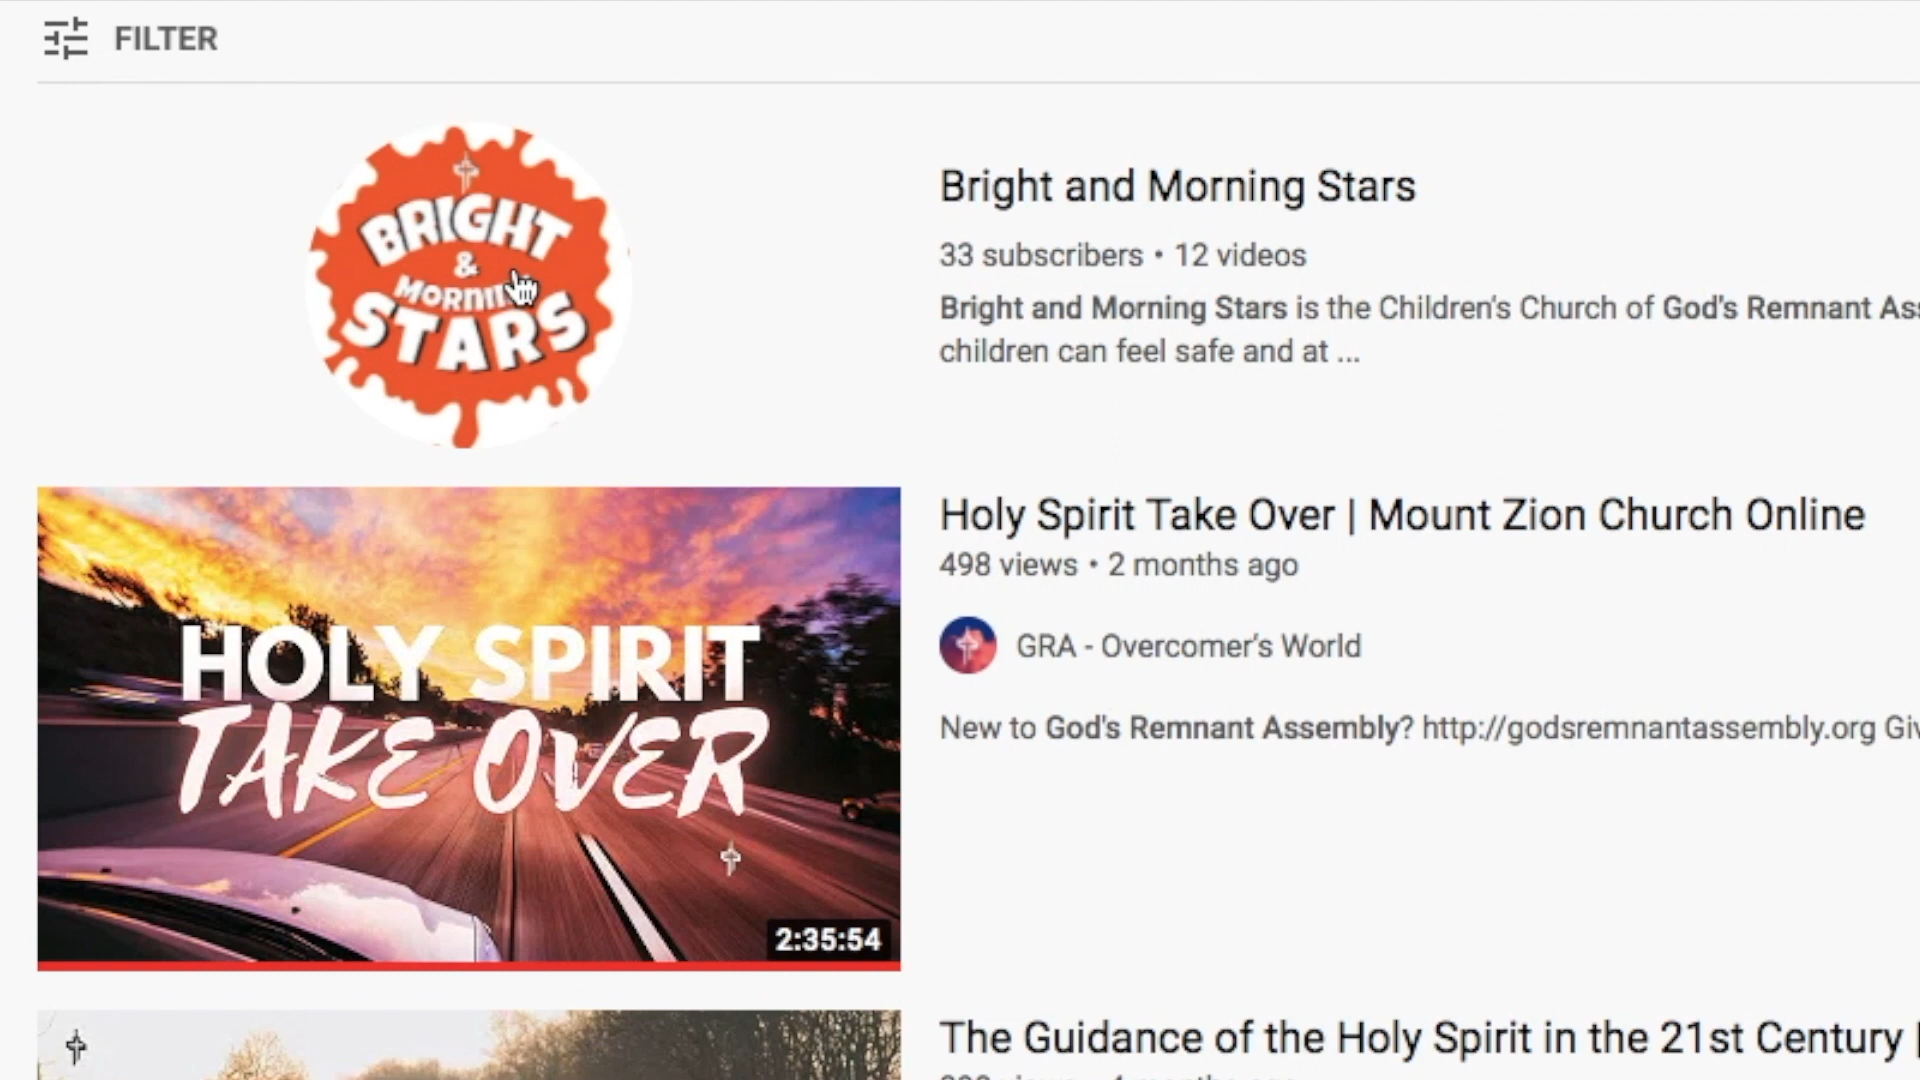 FILTER
BRIGHT
&
STARS
Bright and Morning Stars
33 subscribers • 12 videos
Bright and Morning Stars is the Children's Church of God's Remnant
children can feel safe and at ...
HOLY SPIRIT
TAKE OVER
2:35:54
Holy Spirit Take Over | Mount Zion Church Online
498 views • 2 months ago
GRA - Overcomer's World
New to God's Remnant Assembly? http://godsremnantassembly.org
The Guidance of the Holy Spirit in the 21st Century |